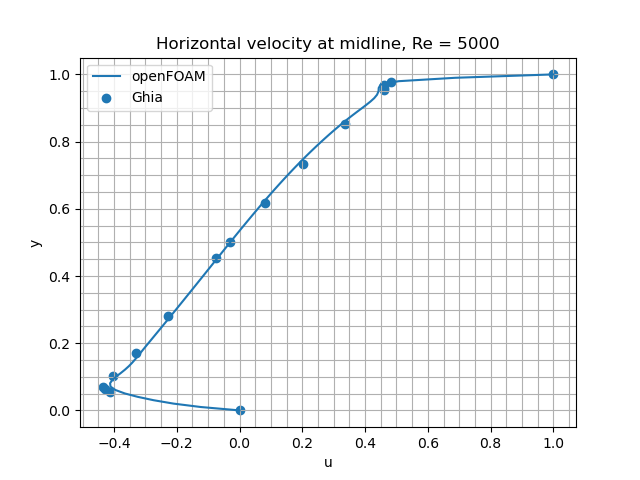 Horizontal velocity at midline, Re = 5000
openFOAM
Ghia
y
1.0
0.8
0.6
0.4
0.2
0.0
−0.4 −0.2 0.0 0.2 0.4 0.6 0.8 1.0
u